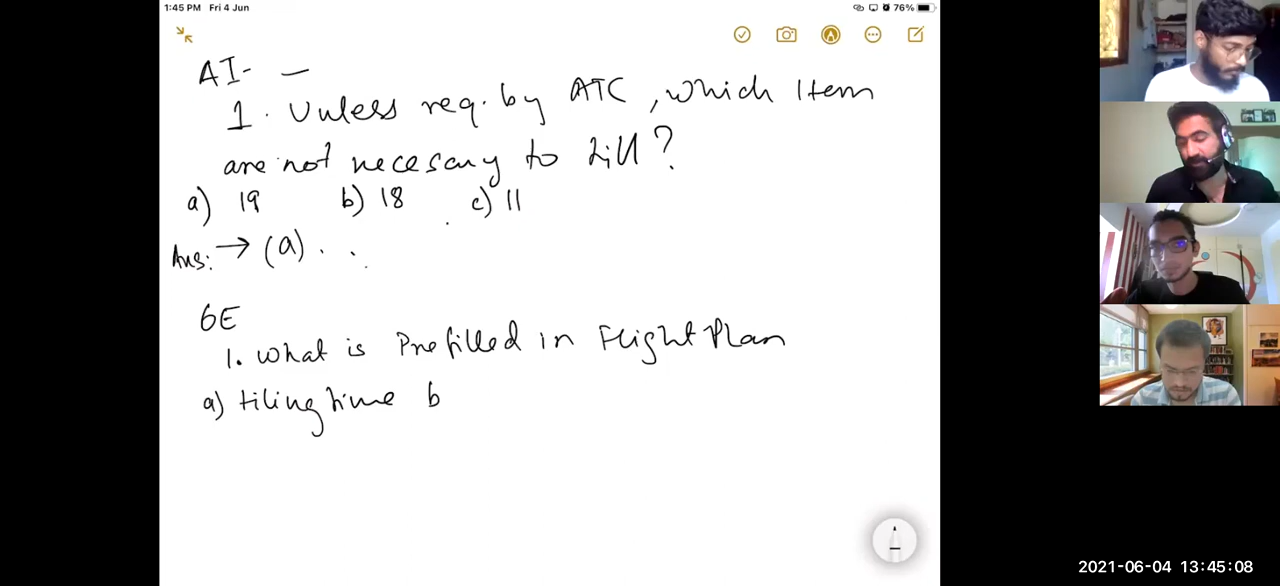 1:45 PM Fri 4 Jun
76%
AI- —
1. Unless req. by ATC, which Item
are not necesary to fill?
a) 19 b) 18 c) 11
Ans: → (a) . .
6E
1. What is Prefilled in Flight Plan
a) filing time b
2021-06-04 13:45:08